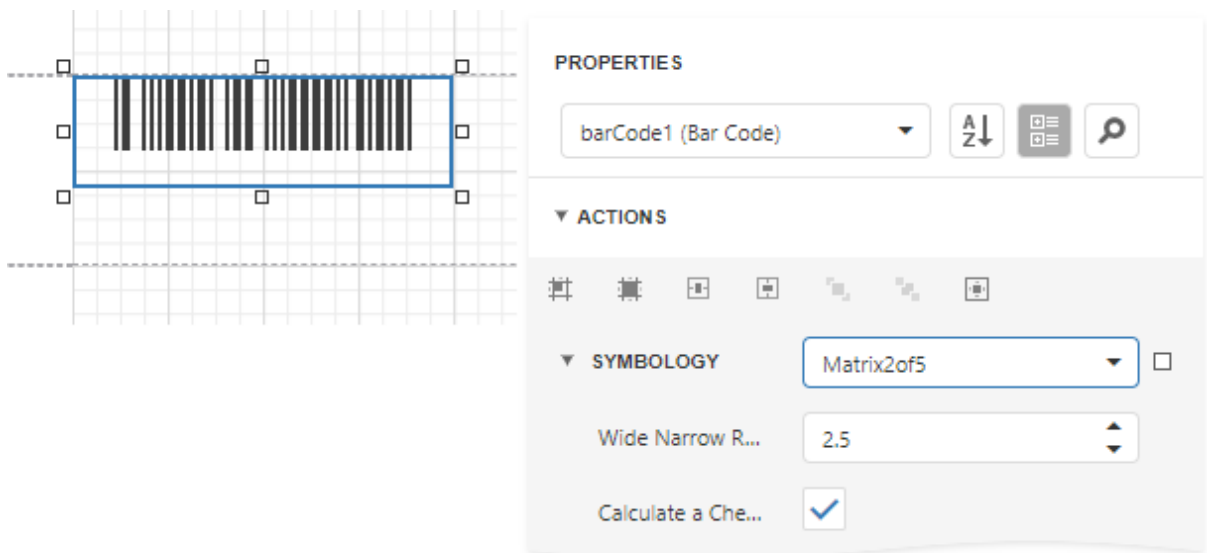 PROPERTIES
barCode1 (Bar Code)
A
Z
ACTIONS
SYMBOLOGY
Matrix2of5
Wide Narrow R...
2.5
Calculate a Che...